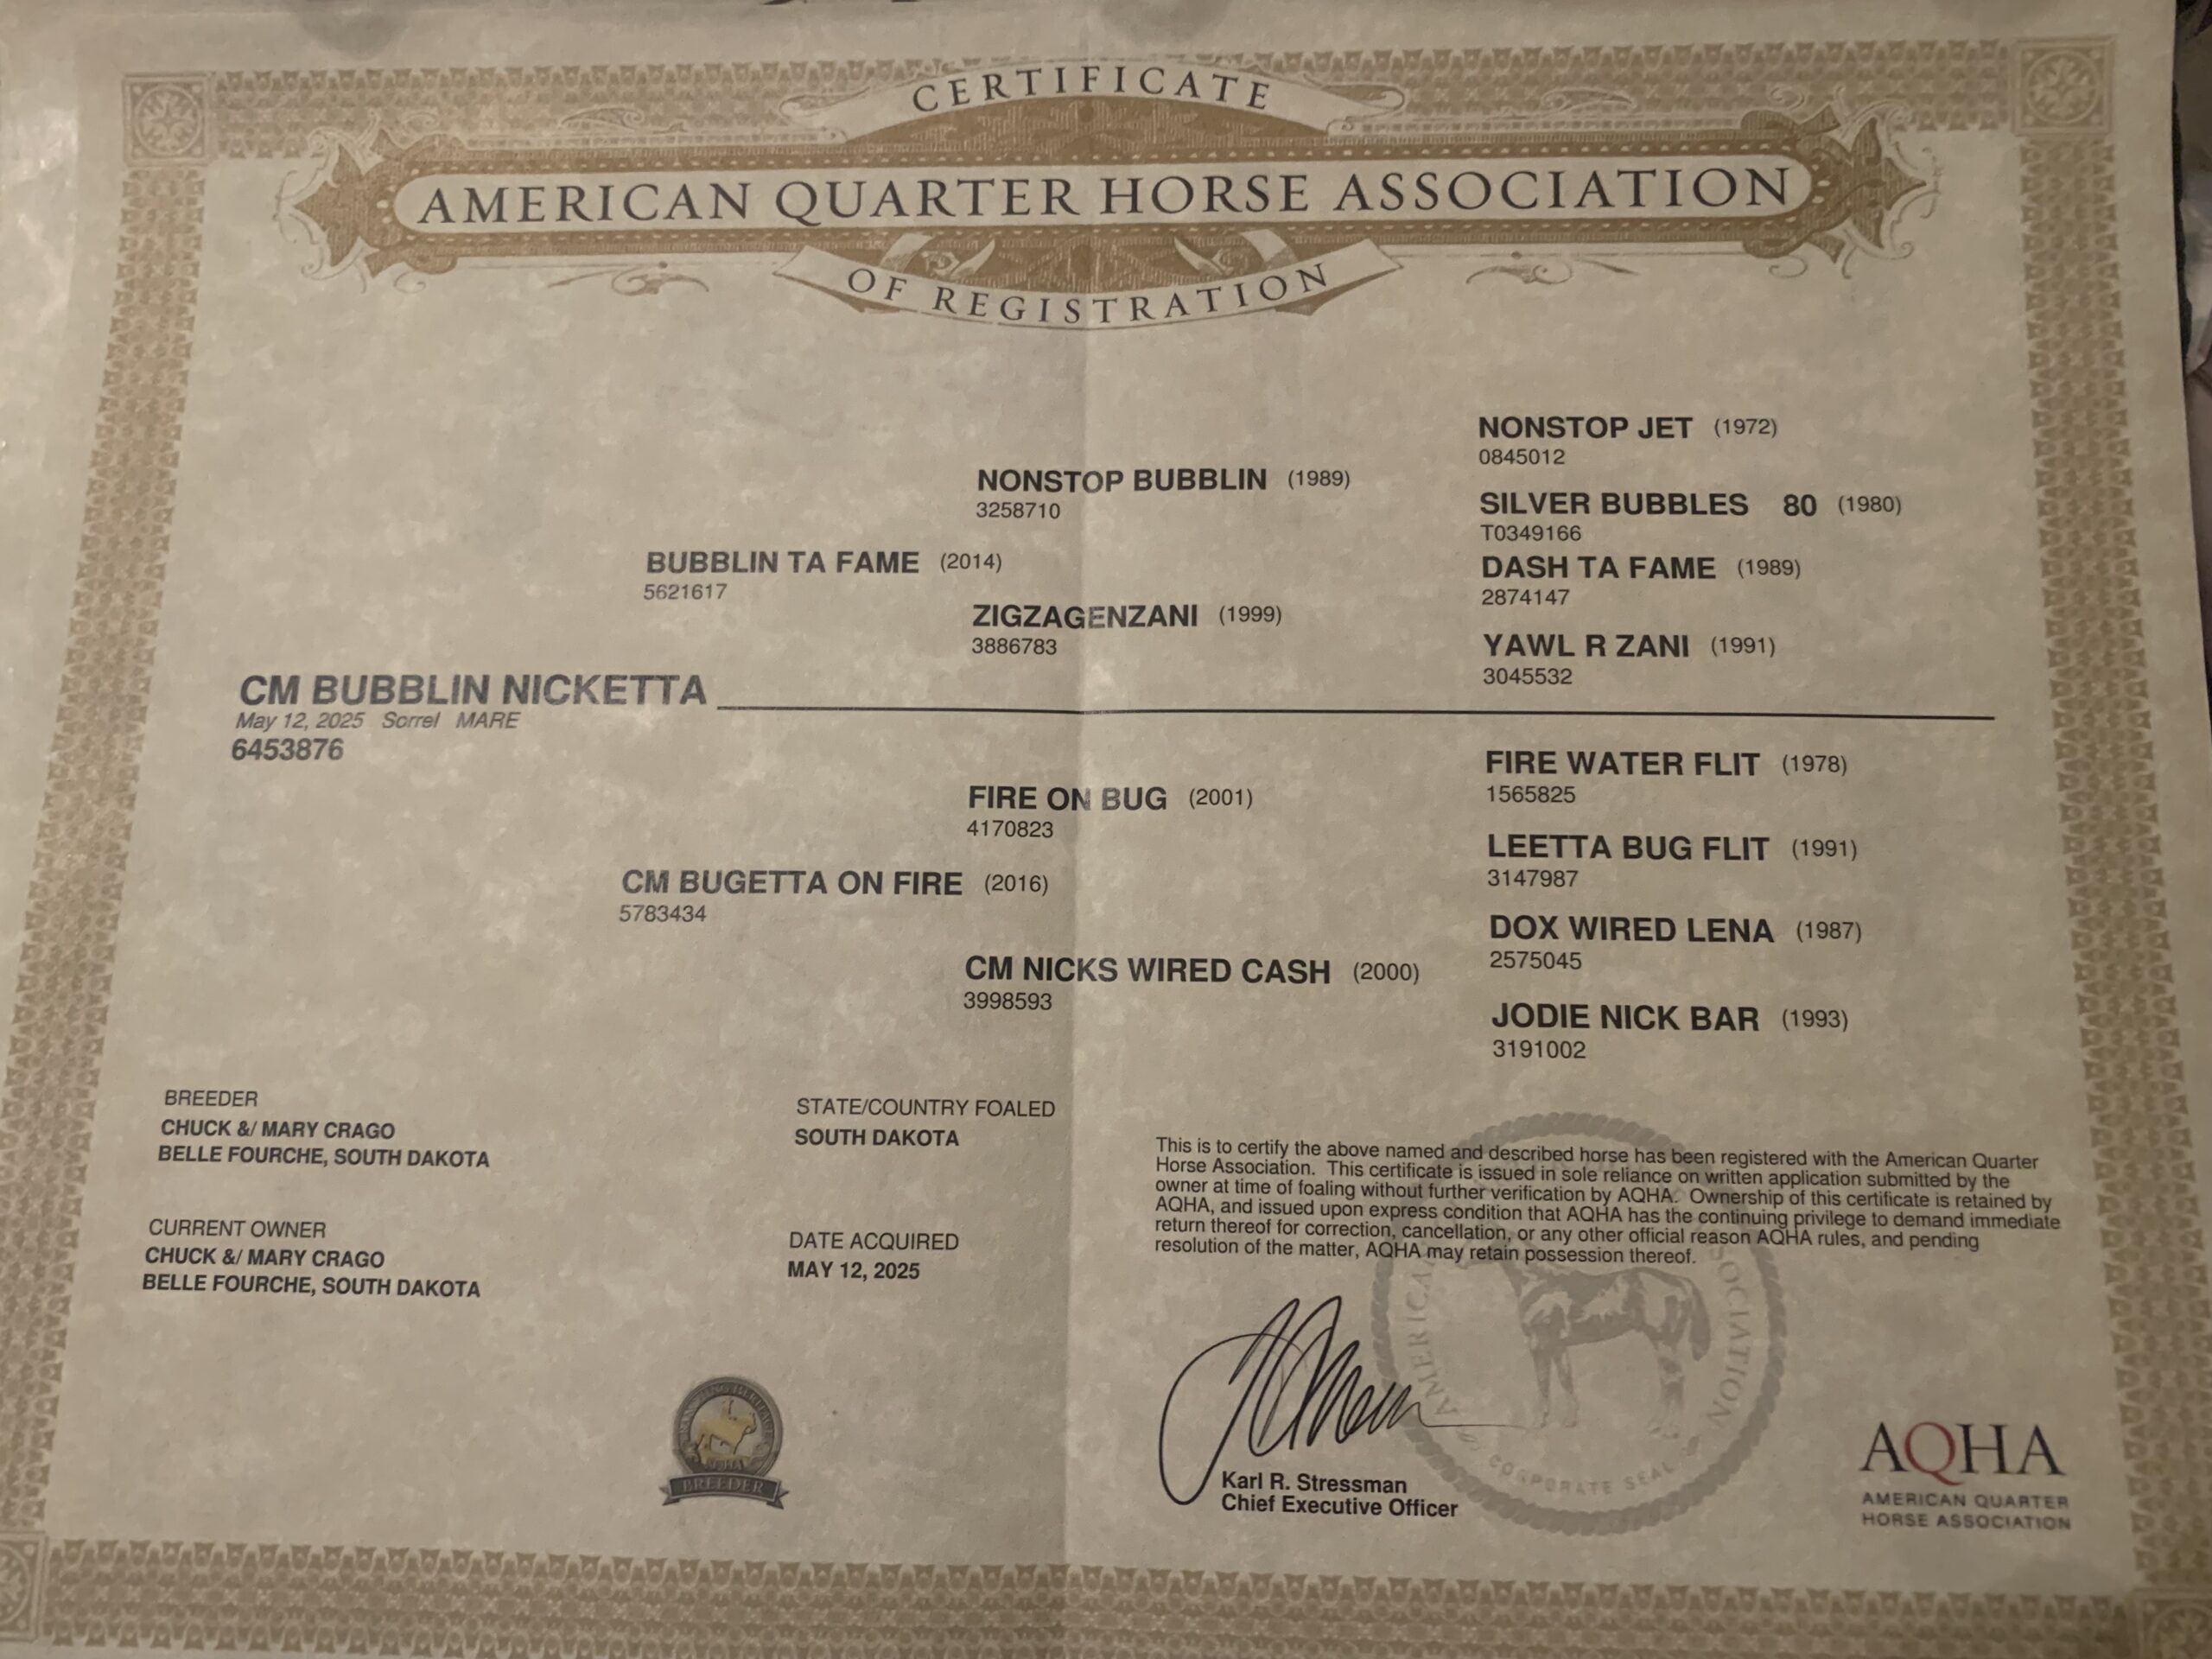 CERTIFICATE
AMERICAN QUARTER HORSE ASSOCIATION
OF REGISTRATION
NONSTOP JET (1972)
0845012
NONSTOP BUBBLIN (1989)
3258710
SILVER BUBBLES 80 (1980)
T0349166
BUBBLIN TA FAME (2014)
5621617
DASH TA FAME (1989)
2874147
ZIGZAGENZANI (1999)
3886783
YAWL R ZANI (1991)
3045532
CM BUBBLIN NICKETTA
May 12, 2025 Sorrel MARE
6453876
FIRE WATER FLIT (1978)
1565825
FIRE ON BUG (2001)
4170823
LEETTA BUG FLIT (1991)
3147987
CM BUGETTA ON FIRE (2016)
5783434
DOX WIRED LENA (1987)
2575045
CM NICKS WIRED CASH (2000)
3998593
JODIE NICK BAR (1993)
3191002
BREEDER
CHUCK &/ MARY CRAGO
BELLE FOURCHE, SOUTH DAKOTA
STATE/COUNTRY FOALED
SOUTH DAKOTA
CURRENT OWNER
CHUCK &/ MARY CRAGO
BELLE FOURCHE, SOUTH DAKOTA
DATE ACQUIRED
MAY 12, 2025
This is to certify the above named and described horse has been registered with the American Quarter
Horse Association. This certificate is issued in sole reliance on written application submitted by the
owner at time of foaling without further verification by AQHA. Ownership of this certificate is retained by
AQHA, and issued upon express condition that AQHA has the continuing privilege to demand immediate
return thereof for correction, cancellation, or any other official reason AQHA rules, and pending
resolution of the matter, AQHA may retain possession thereof.
BREEDER
Karl R. Stressman
Chief Executive Officer
CORPORATE SEAL
AQHA
AMERICAN QUARTER
HORSE ASSOCIATION